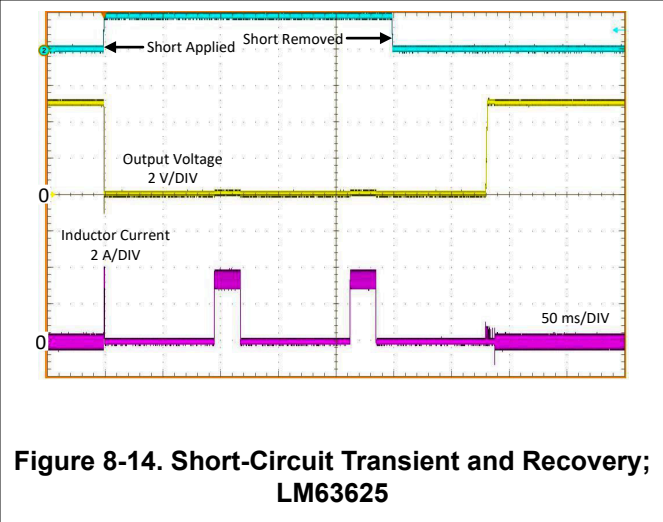 Short Applied
Short Removed
2
Output Voltage
2 V/DIV
0
Inductor Current
2 A/DIV
50 ms/DIV
0
Figure 8-14. Short-Circuit Transient and Recovery;
LM63625